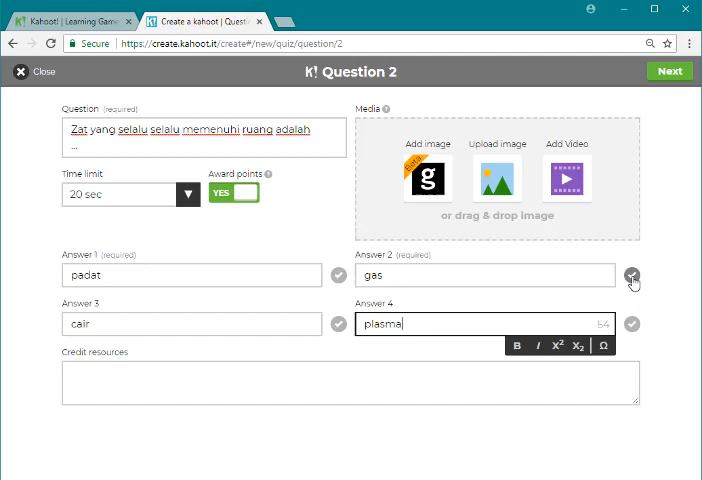 Kahoot! | Learning Game
Create a kahoot | Questi
Secure
https://create.kahoot.it/create#/new/quiz/question/2
Close
K! Question 2
Next
Question (required)
Zat yang selalu selalu memenuhi ruang adalah
...
Media
Add image
Upload image
Add Video
Beta
g
or drag & drop image
Time limit
20 sec
Award points
YES
Answer 1 (required)
padat
Answer 2 (required)
gas
Answer 3
cair
Answer 4
plasma
54
B I X² X₂ Ω
Credit resources